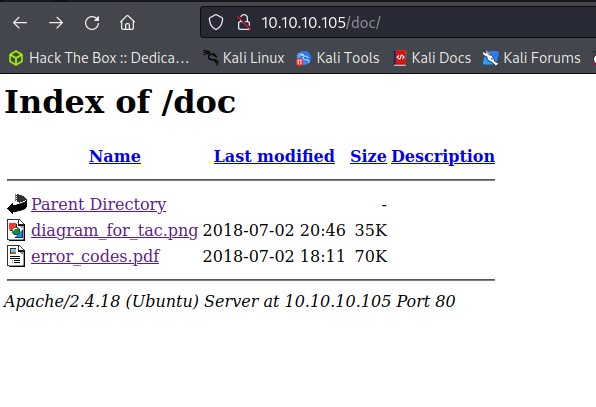 10.10.10.105/doc/
Hack The Box :: Dedica… Kali Linux Kali Tools Kali Docs Kali Forums
Index of /doc
Name Last modified Size Description
Parent Directory -
diagram_for_tac.png 2018-07-02 20:46 35K
error_codes.pdf 2018-07-02 18:11 70K
Apache/2.4.18 (Ubuntu) Server at 10.10.10.105 Port 80